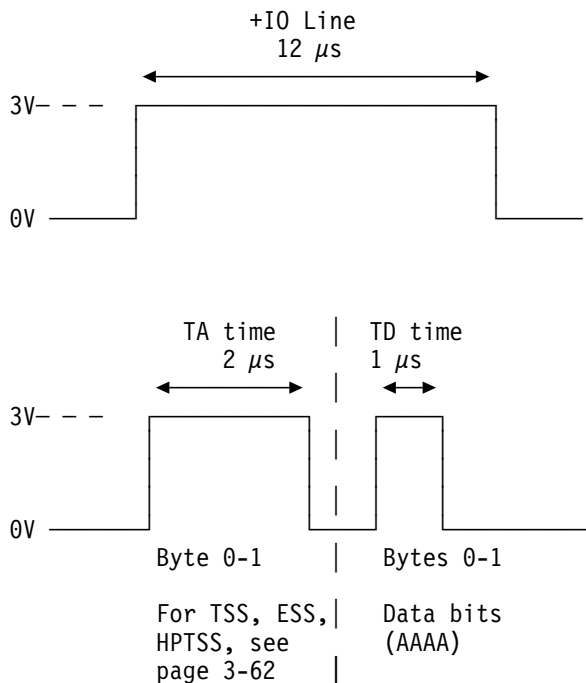 +IO Line
12 µs
3V
0V
TA time
2 µs
TD time
1 µs
3V
0V
Byte 0-1
Bytes 0-1
For TSS, ESS,
HPTSS, see
page 3-62
Data bits
(AAAA)